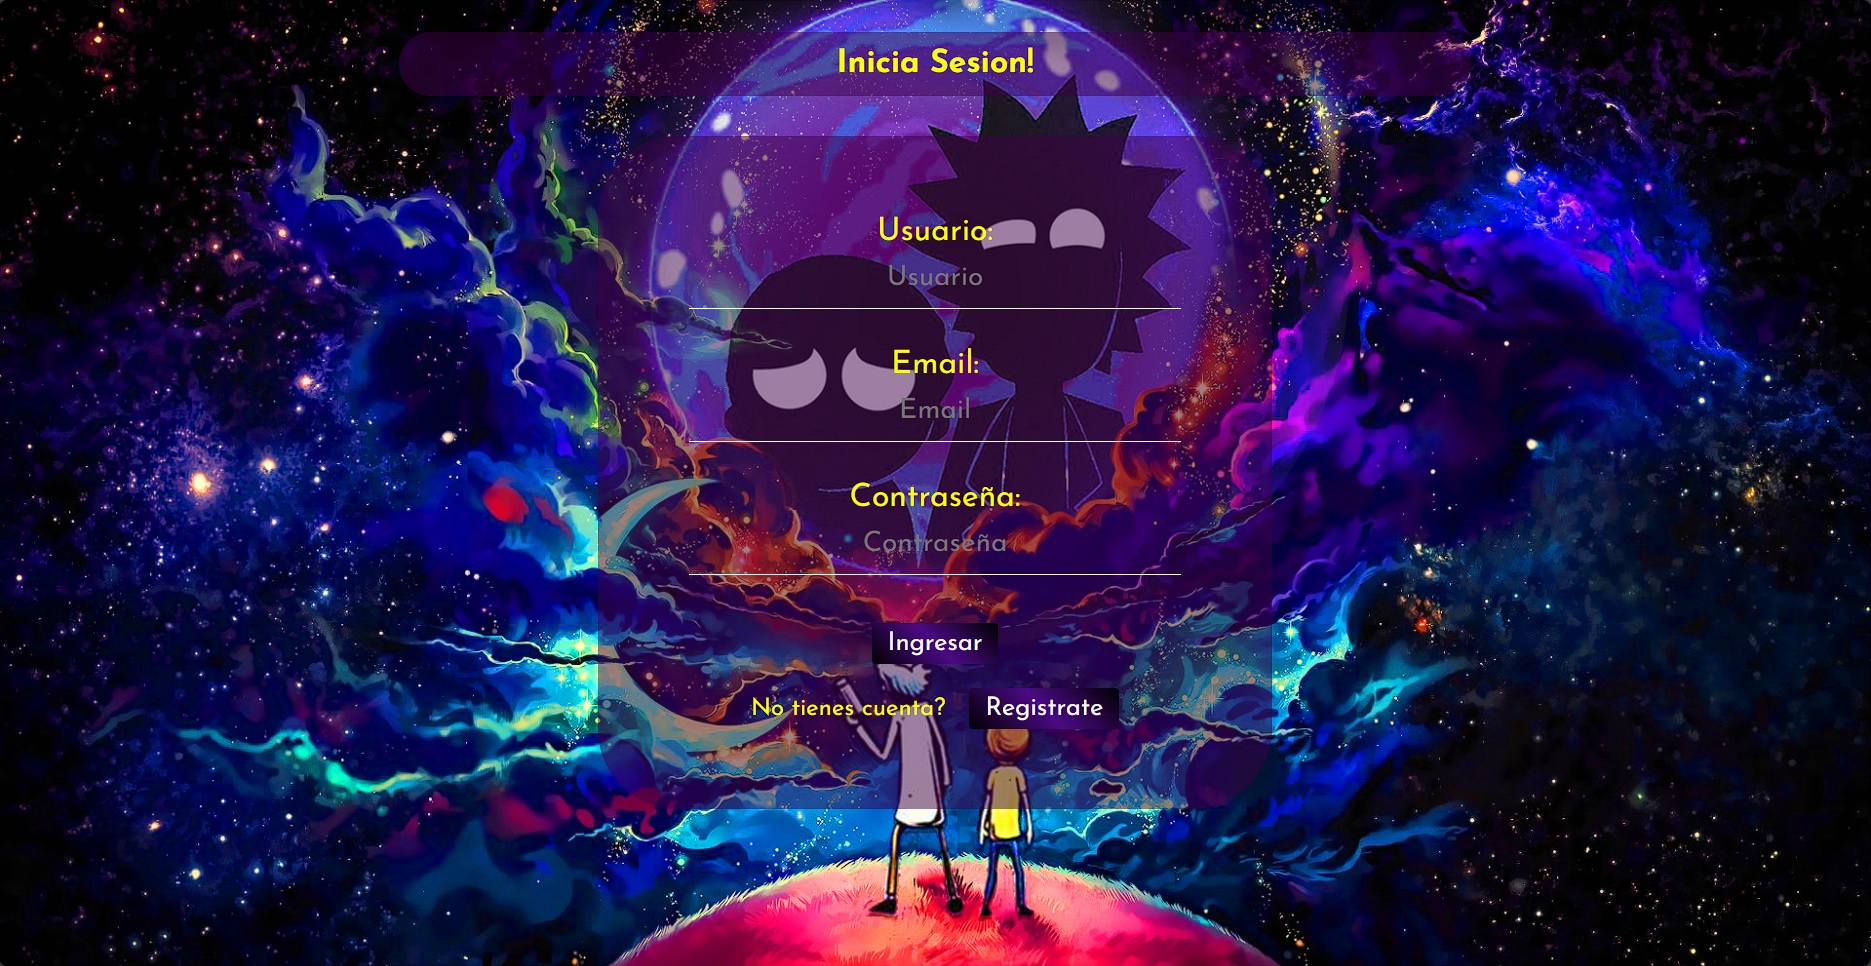 Inicia Sesion!
Usuario:
Usuario
Email:
Email
Contraseña:
Contraseña
Ingresar
No tienes cuenta? Registrate